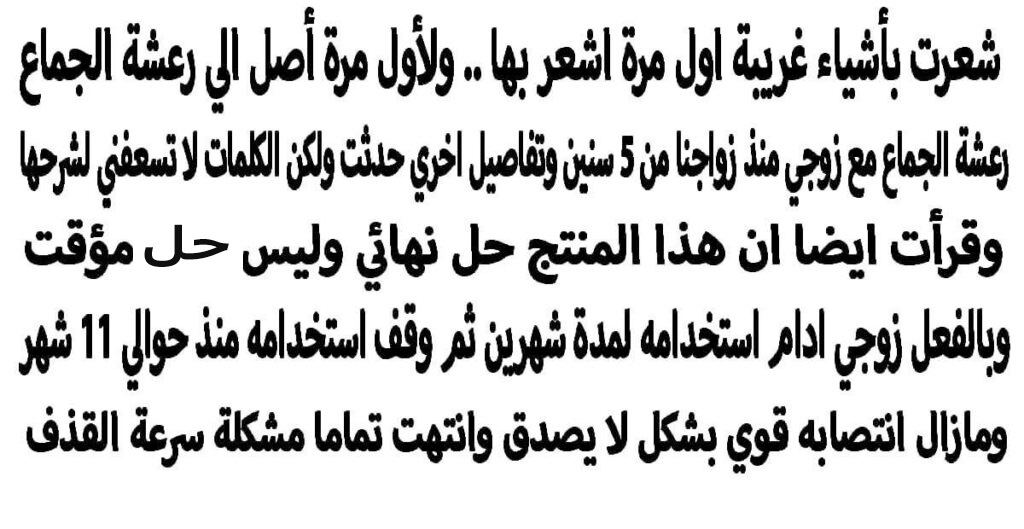 شعرت بأشياء غريبة اول مرة اشعر بها .. ولأول مرة أصل الي رعشة الجماع
رعشة الجماع مع زوجي منذ زواجنا من 5 سنين وتفاصيل اخري حدثت ولكن الكلمات لا تسعفني لشرحها
وقرأت ايضا ان هذا المنتج حل نهائي وليس حل مؤقت
وبالفعل زوجي ادام استخدامه لمدة شهرين ثم وقف استخدامه منذ حوالي 11 شهر
ومازال انتصابه قوي بشكل لا يصدق وانتهت تماما مشكلة سرعة القذف